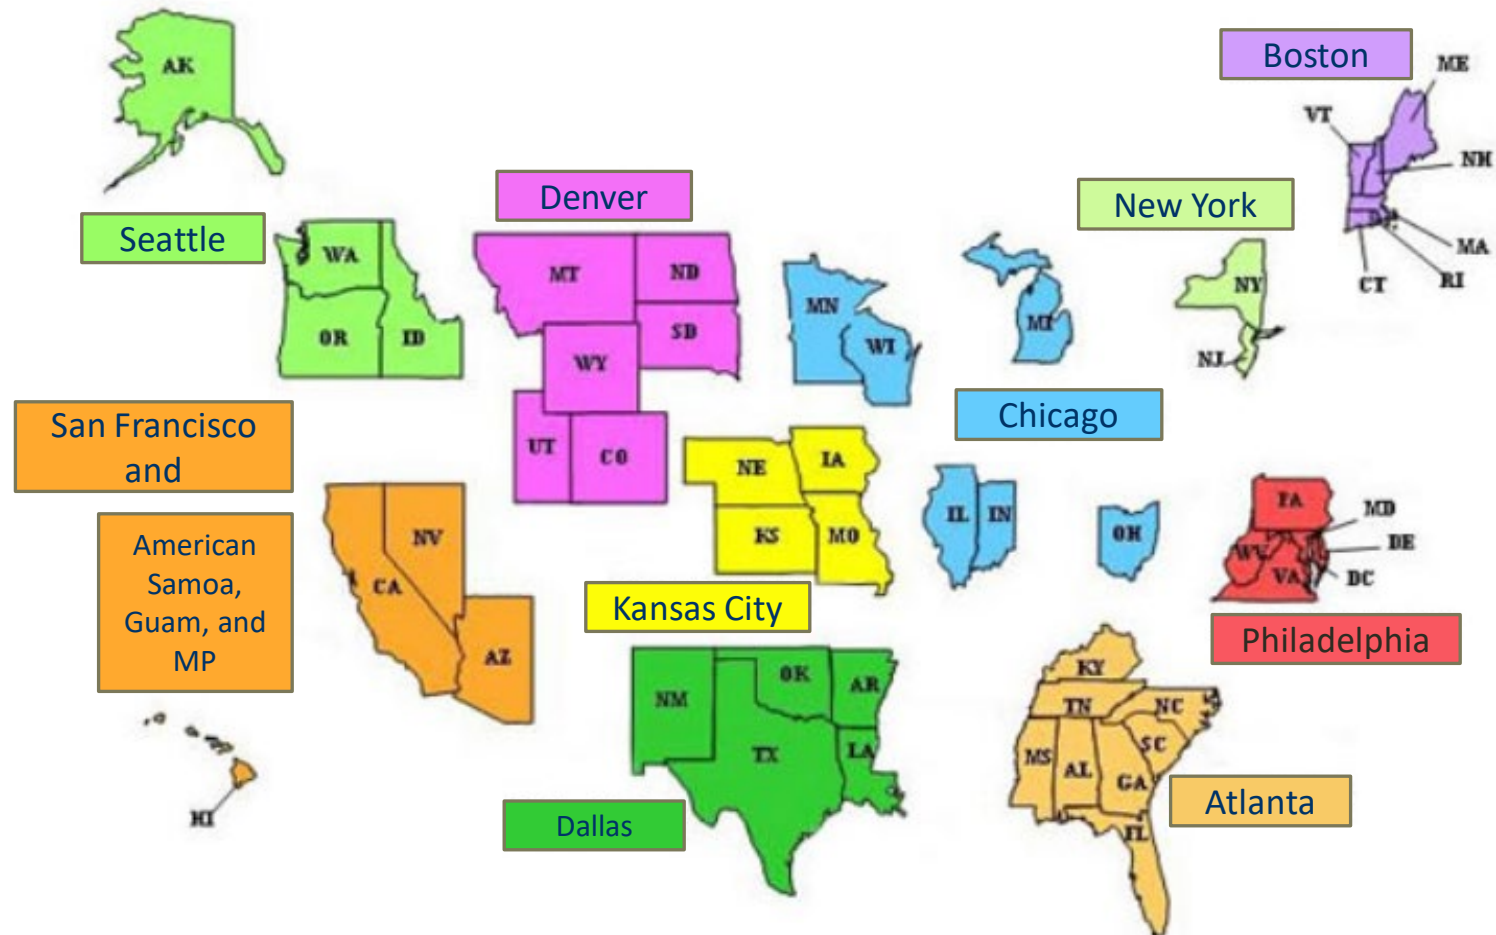 AK
Boston
ME
VT
NH
MA
RI
CT
Denver
New York
Seattle
WA
OR
ID
MT
ND
SD
WY
UT
CO
MN
WI
MI
NY
NJ
Chicago
San Francisco
and
American
Samoa,
Guam, and
MP
NV
CA
AZ
HI
NE
IA
KS
MO
Kansas City
IL
IN
OH
PA
MD
DE
DC
WV
VA
Philadelphia
NM
OK
AR
TX
LA
Dallas
KY
TN
NC
SC
MS
AL
GA
FL
Atlanta